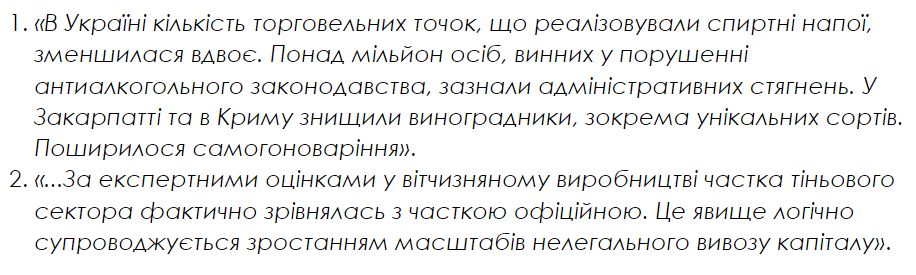 1. «В Україні кількість торговельних точок, що реалізовували спиртні напої,
зменшилася вдвоє. Понад мільйон осіб, винних у порушенні
антиалкогольного законодавства, зазнали адміністративних стягнень. У
Закарпатті та в Криму знищили виноградники, зокрема унікальних сортів.
Поширилося самогоноваріння».
2. «...За експертними оцінками у вітчизняному виробництві частка тіньового
сектора фактично зрівнялась з часткою офіційною. Це явище логічно
супроводжується зростанням масштабів нелегального вивозу капіталу».